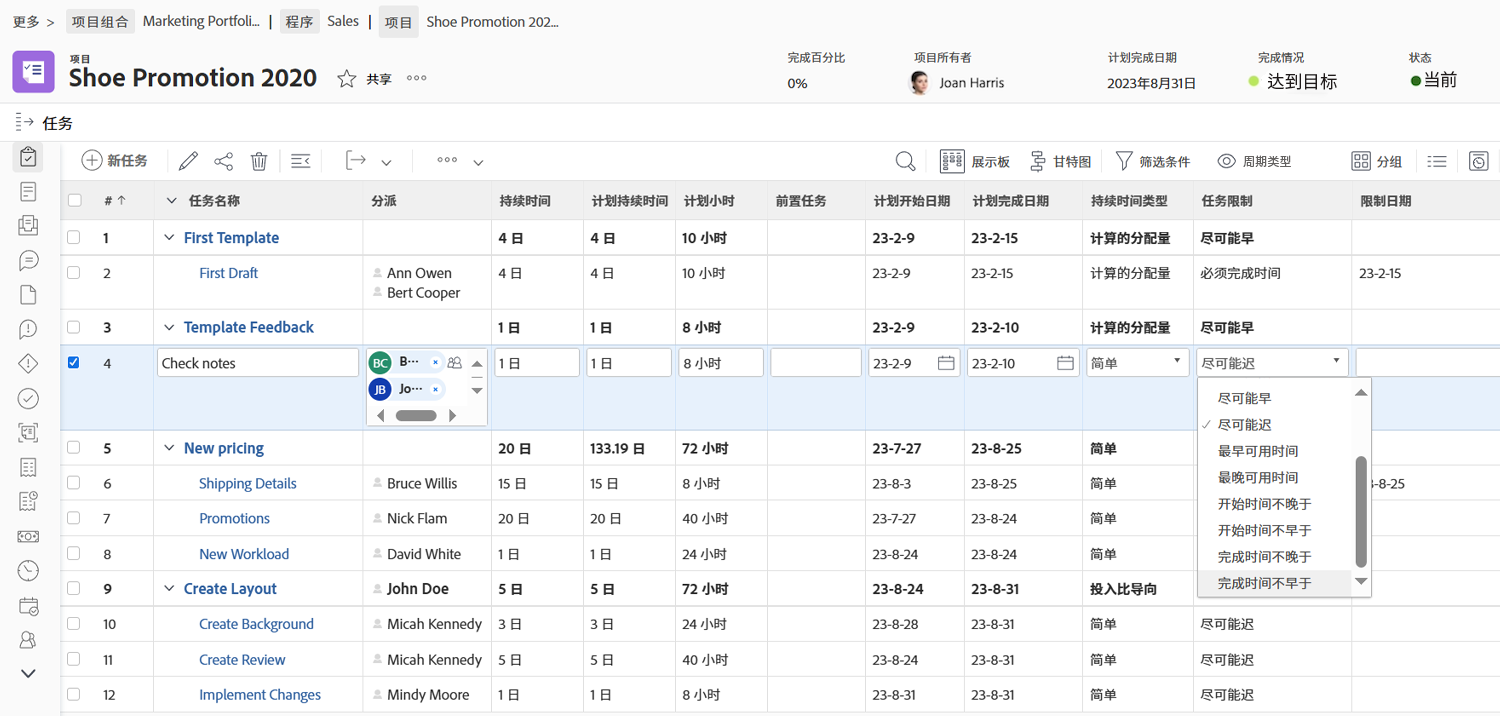 更多 > 项目组合 Marketing Portfoli... | 程序 Sales | 项目 Shoe Promotion 202...
项目
Shoe Promotion 2020 共享
完成百分比 项目所有者 计划完成日期 完成情况 状态
0% Joan Harris 2023年8月31日 达到目标 当前
任务
新任务 展示板 甘特图 筛选条件 周期类型 分组
# ↑ 任务名称 分派 持续时间 计划持续时间 计划小时 前置任务 计划开始日期 计划完成日期 持续时间类型 任务限制 限制日期
1 First Template 4 日 4 日 10 小时 23-2-9 23-2-15 计算的分配量 尽可能早
2 First Draft Ann Owen 4 日 4 日 10 小时 23-2-9 23-2-15 计算的分配量 必须完成时间 23-2-15
Bert Cooper
3 Template Feedback 1 日 1 日 8 小时 23-2-9 23-2-10 计算的分配量 尽可能早
4 Check notes BC B... × 1 日 1 日 8 小时 23-2-9 23-2-10 简单 尽可能迟
JB Jo... ×
尽可能早
✓ 尽可能迟
最早可用时间
最晚可用时间
开始时间不晚于
开始时间不早于
完成时间不晚于
完成时间不早于
5 New pricing 20 日 133.19 日 72 小时 23-7-27 23-8-25 简单
6 Shipping Details Bruce Willis 15 日 15 日 8 小时 23-8-3 23-8-25 简单 -8-25
7 Promotions Nick Flam 20 日 20 日 40 小时 23-7-27 23-8-24 简单
8 New Workload David White 1 日 1 日 24 小时 23-8-24 23-8-24 简单
9 Create Layout John Doe 5 日 5 日 72 小时 23-8-24 23-8-31 投入比导向
10 Create Background Micah Kennedy 3 日 3 日 24 小时 23-8-28 23-8-31 简单 尽可能迟
11 Create Review Micah Kennedy 5 日 5 日 40 小时 23-8-24 23-8-31 简单 尽可能迟
12 Implement Changes Mindy Moore 1 日 1 日 8 小时 23-8-31 23-8-31 简单 尽可能迟